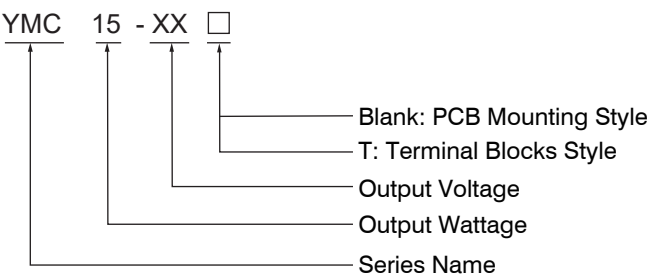 YMC 15 - XX □
Blank: PCB Mounting Style
T: Terminal Blocks Style
Output Voltage
Output Wattage
Series Name